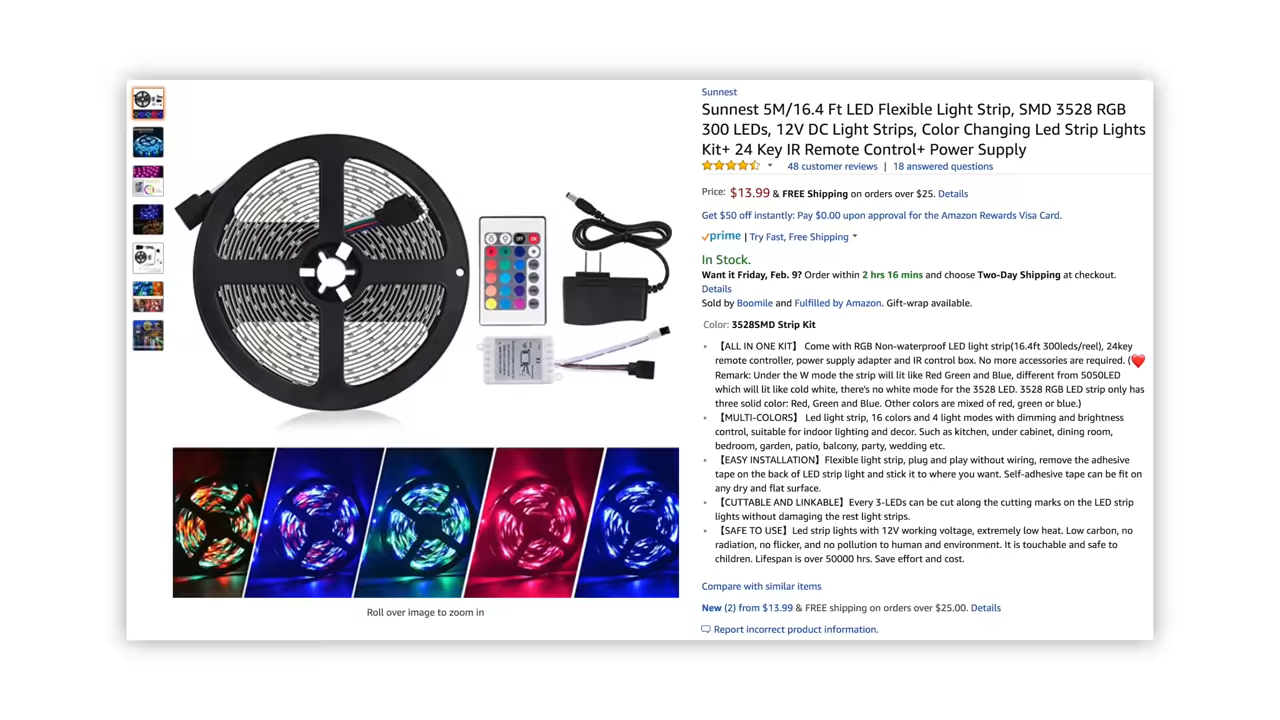 Sunnest
Sunnest 5M/16.4 Ft LED Flexible Light Strip, SMD 3528 RGB
300 LEDs, 12V DC Light Strips, Color Changing Led Strip Lights
Kit+ 24 Key IR Remote Control+ Power Supply
48 customer reviews | 18 answered questions
Price: $13.99 & FREE Shipping on orders over $25. Details
Get $50 off instantly: Pay $0.00 upon approval for the Amazon Rewards Visa Card.
prime | Try Fast, Free Shipping
In Stock.
Want it Friday, Feb. 9? Order within 2 hrs 16 mins and choose Two-Day Shipping at checkout.
Details
Sold by Boomile and Fulfilled by Amazon. Gift-wrap available.
Color: 3528SMD Strip Kit
【ALL IN ONE KIT】 Come with RGB Non-waterproof LED light strip(16.4ft 300leds/reel), 24key
remote controller, power supply adapter and IR control box. No more accessories are required. (❤️
Remark: Under the W mode the strip will lit like Red Green and Blue, different from 5050LED
which will lit like cold white, there's no white mode for the 3528 LED. 3528 RGB LED strip only has
three solid color: Red, Green and Blue. Other colors are mixed of red, green or blue.)
【MULTI-COLORS】 Led light strip, 16 colors and 4 light modes with dimming and brightness
control, suitable for indoor lighting and decor. Such as kitchen, under cabinet, dining room,
bedroom, garden, patio, balcony, party, wedding etc.
【EASY INSTALLATION】Flexible light strip, plug and play without wiring, remove the adhesive
tape on the back of LED strip light and stick it to where you want. Self-adhesive tape can be fit on
any dry and flat surface.
【CUTTABLE AND LINKABLE】Every 3-LEDs can be cut along the cutting marks on the LED strip
lights without damaging the rest light strips.
【SAFE TO USE】Led strip lights with 12V working voltage, extremely low heat. Low carbon, no
radiation, no flicker, and no pollution to human and environment. It is touchable and safe to
children. Lifespan is over 50000 hrs. Save effort and cost.
Compare with similar items
New (2) from $13.99 & FREE shipping on orders over $25.00. Details
Report incorrect product information.
Roll over image to zoom in